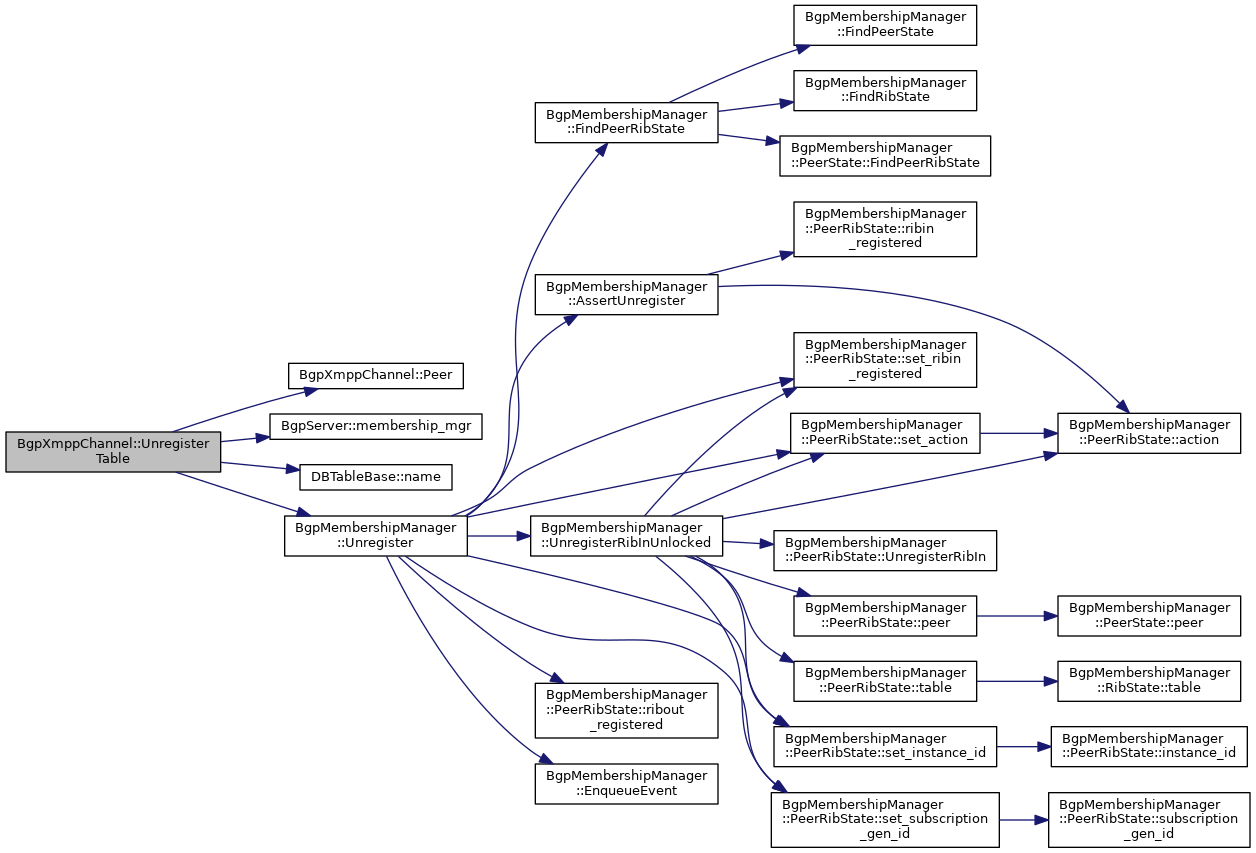 BgpXmppChannel::Unregister
Table
BgpXmppChannel::Peer
BgpServer::membership_mgr
DBTableBase::name
BgpMembershipManager
::Unregister
BgpMembershipManager
::FindPeerRibState
BgpMembershipManager
::AssertUnregister
BgpMembershipManager
::UnregisterRibInUnlocked
BgpMembershipManager
::PeerRibState::ribout
_registered
BgpMembershipManager
::EnqueueEvent
BgpMembershipManager
::FindPeerState
BgpMembershipManager
::FindRibState
BgpMembershipManager
::PeerState::FindPeerRibState
BgpMembershipManager
::PeerRibState::ribin
_registered
BgpMembershipManager
::PeerRibState::set_ribin
_registered
BgpMembershipManager
::PeerRibState::set_action
BgpMembershipManager
::PeerRibState::UnregisterRibIn
BgpMembershipManager
::PeerRibState::peer
BgpMembershipManager
::PeerRibState::table
BgpMembershipManager
::PeerRibState::set_instance_id
BgpMembershipManager
::PeerRibState::set_subscription
_gen_id
BgpMembershipManager
::PeerRibState::action
BgpMembershipManager
::PeerState::peer
BgpMembershipManager
::RibState::table
BgpMembershipManager
::PeerRibState::instance_id
BgpMembershipManager
::PeerRibState::subscription
_gen_id